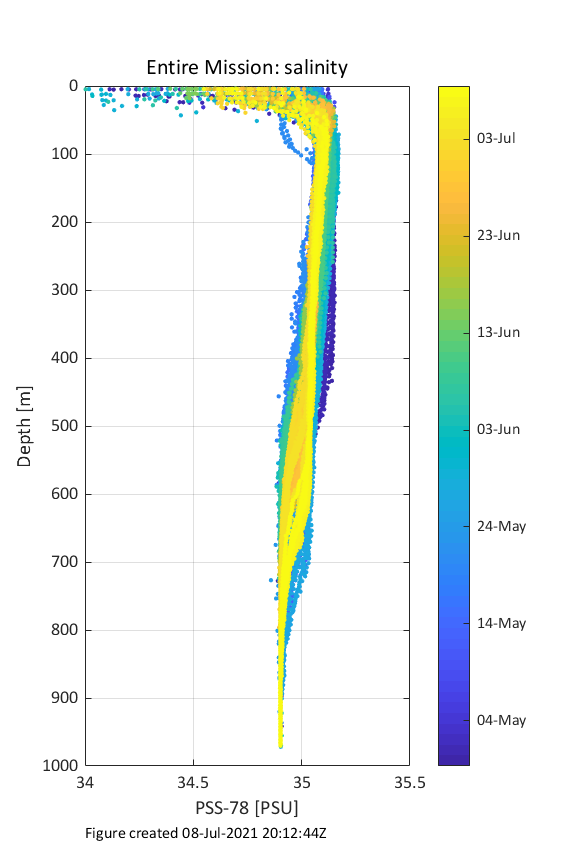 Entire Mission: salinity
0
100
200
300
400
500
600
700
800
900
1000
Depth [m]
34
34.5
35
35.5
PSS-78 [PSU]
03-Jul
23-Jun
13-Jun
03-Jun
24-May
14-May
04-May
Figure created 08-Jul-2021 20:12:44Z